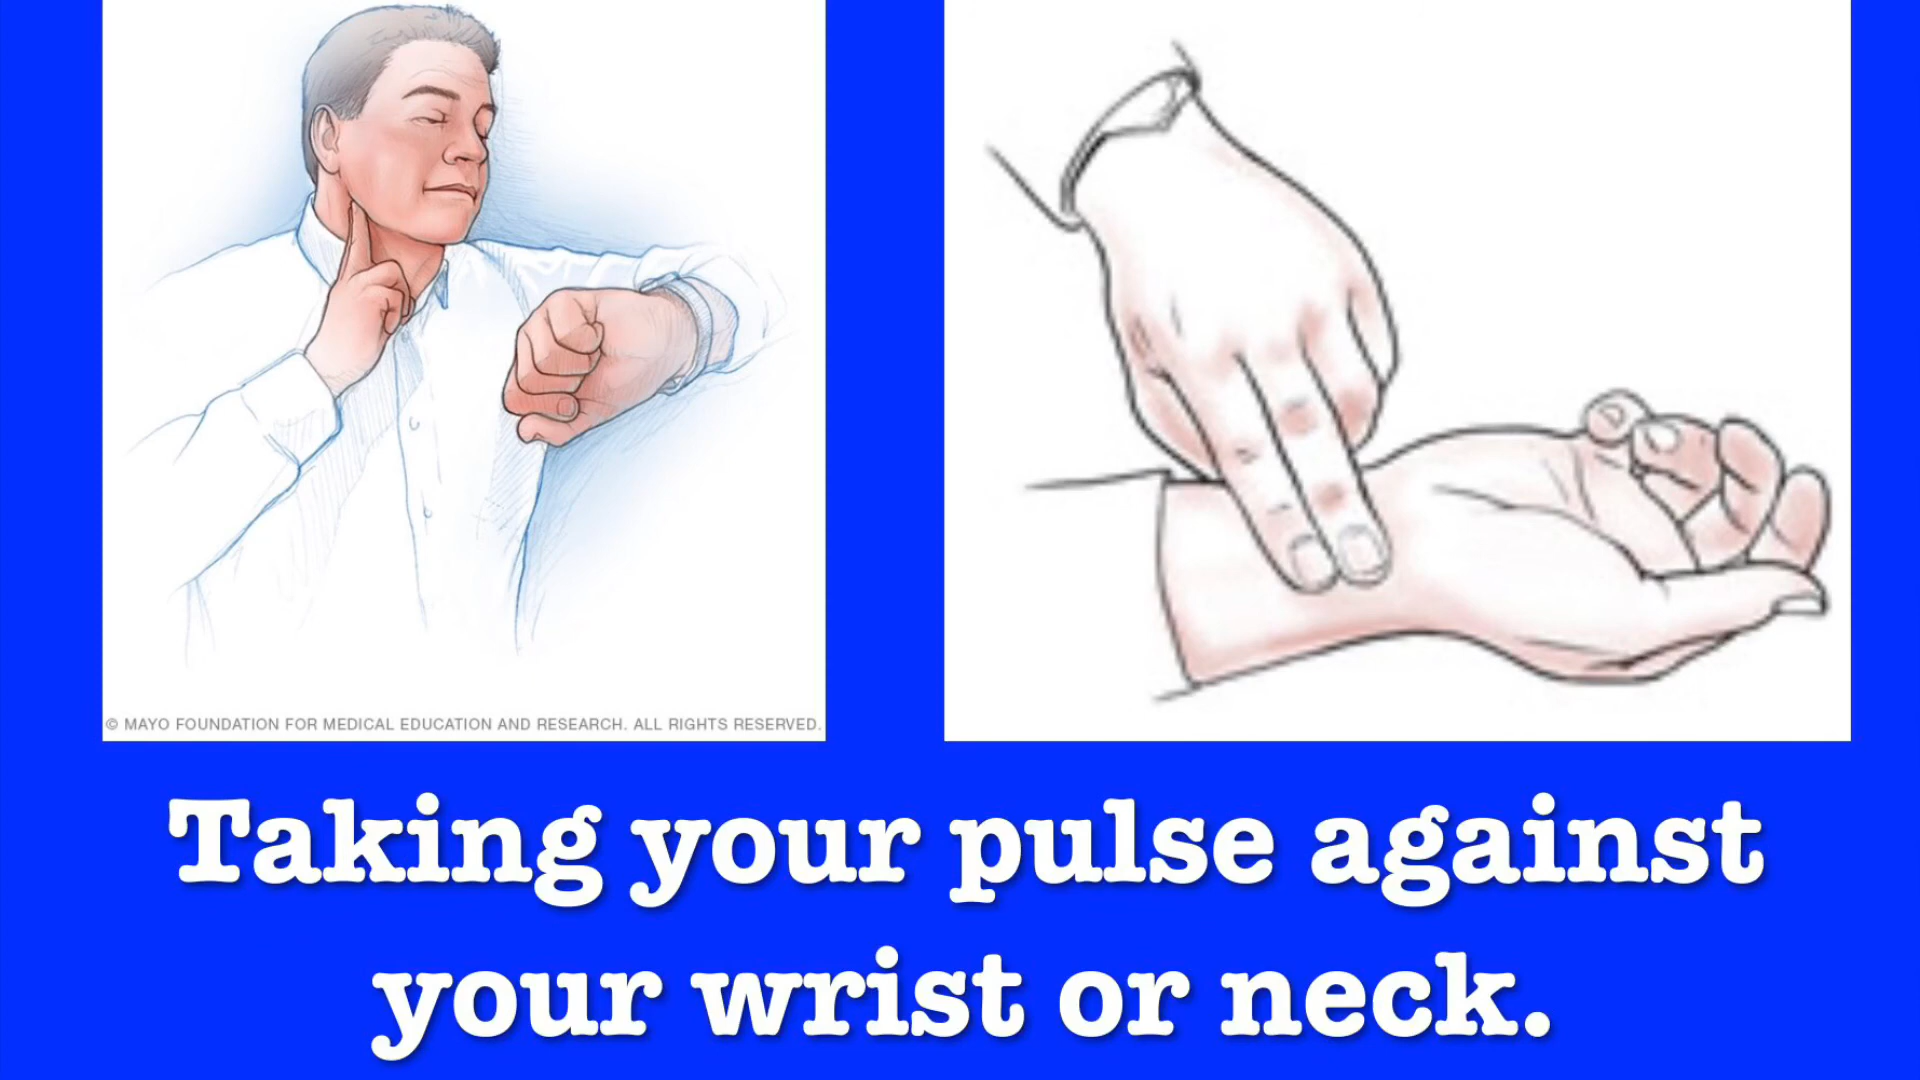 © MAYO FOUNDATION FOR MEDICAL EDUCATION AND RESEARCH. ALL RIGHTS RESERVED.
Taking your pulse against
your wrist or neck.